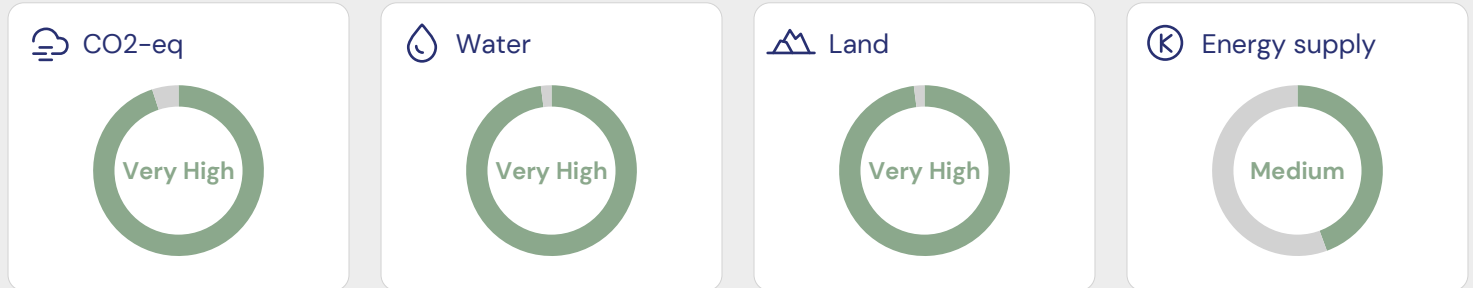 CO2-eq
Very High
Water
Very High
Land
Very High
Energy supply
Medium